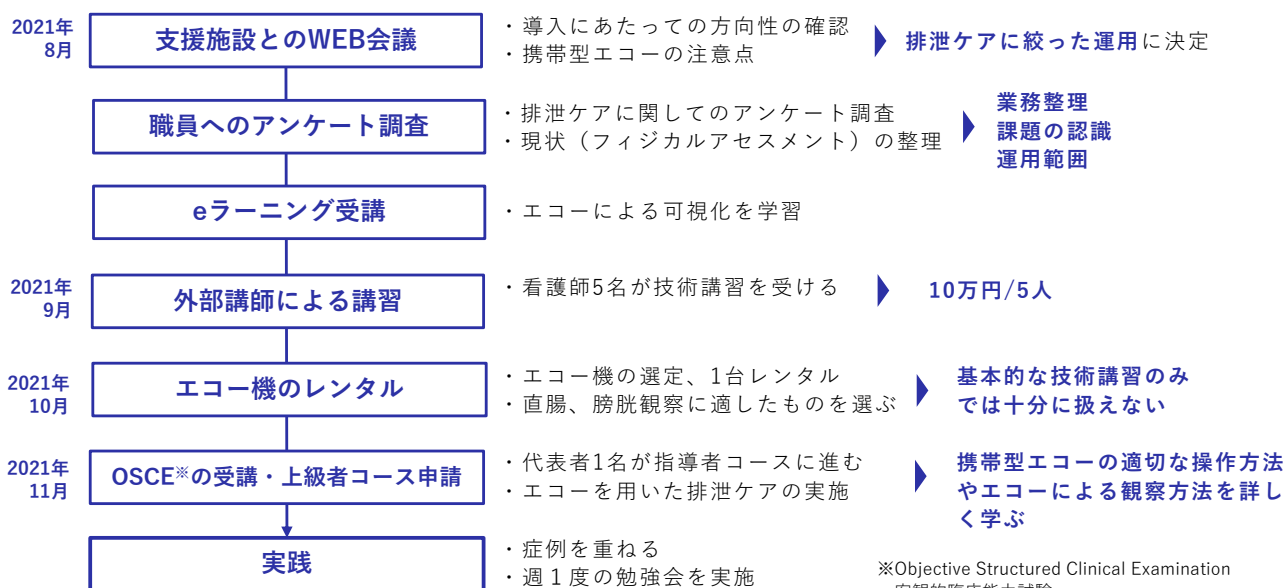 2021年
8月
支援施設とのWEB会議
・導入にあたっての方向性の確認
・携帯型エコーの注意点
排泄ケアに絞った運用に決定
職員へのアンケート調査
・排泄ケアに関してのアンケート調査
・現状（フィジカルアセスメント）の整理
業務整理
課題の認識
運用範囲
eラーニング受講
・エコーによる可視化を学習
2021年
9月
外部講師による講習
・看護師5名が技術講習を受ける
10万円/5人
2021年
10月
エコー機のレンタル
・エコー機の選定、1台レンタル
・直腸、膀胱観察に適したものを選ぶ
基本的な技術講習のみ
では十分に扱えない
2021年
11月
OSCE※の受講・上級者コース申請
・代表者1名が指導者コースに進む
・エコーを用いた排泄ケアの実施
携帯型エコーの適切な操作方法
やエコーによる観察方法を詳し
く学ぶ
実践
・症例を重ねる
・週１度の勉強会を実施
※Objective Structured Clinical Examination
客観的臨床能力試験